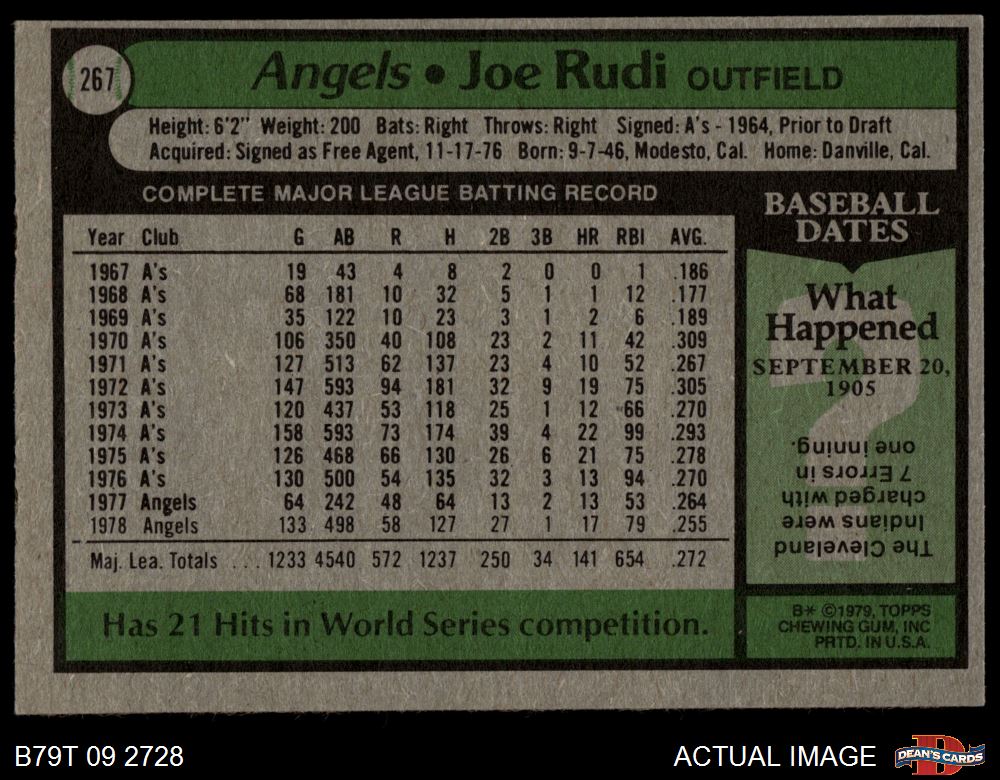 267
Angels • Joe Rudi OUTFIELD
Height: 6'2" Weight: 200 Bats: Right Throws: Right Signed: A's - 1964, Prior to Draft
Acquired: Signed as Free Agent, 11-17-76 Born: 9-7-46, Modesto, Cal. Home: Danville, Cal.
COMPLETE MAJOR LEAGUE BATTING RECORD
Year Club G AB R H 2B 3B HR RBI AVG.
1967 A's 19 43 4 8 2 0 0 1 .186
1968 A's 68 181 10 32 5 1 1 12 .177
1969 A's 35 122 10 23 3 1 2 6 .189
1970 A's 106 350 40 108 23 2 11 42 .309
1971 A's 127 513 62 137 23 4 10 52 .267
1972 A's 147 593 94 181 32 9 19 75 .305
1973 A's 120 437 53 118 25 1 12 66 .270
1974 A's 158 593 73 174 39 4 22 99 .293
1975 A's 126 468 66 130 26 6 21 75 .278
1976 A's 130 500 54 135 32 3 13 94 .270
1977 Angels 64 242 48 64 13 2 13 53 .264
1978 Angels 133 498 58 127 27 1 17 79 .255
Maj. Lea. Totals ... 1233 4540 572 1237 250 34 141 654 .272
Has 21 Hits in World Series competition.
BASEBALL
DATES
What
Happened
SEPTEMBER 20,
1905
The Cleveland
Indians were
charged with
7 Errors in
one inning.
B* ©1979, TOPPS
CHEWING GUM, INC
PRTD. IN U.S.A.
B79T 09 2728
ACTUAL IMAGE
DEAN'S CARDS